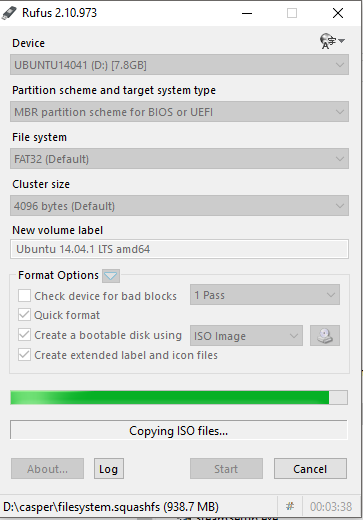 Rufus 2.10.973
Device
UBUNTU14041 (D:) [7.8GB]
Partition scheme and target system type
MBR partition scheme for BIOS or UEFI
File system
FAT32 (Default)
Cluster size
4096 bytes (Default)
New volume label
Ubuntu 14.04.1 LTS amd64
Format Options
Check device for bad blocks 1 Pass
Quick format
Create a bootable disk using ISO Image
Create extended label and icon files
Copying ISO files...
About... Log Start Cancel
D:\casper\filesystem.squashfs (938.7 MB) # 00:03:38